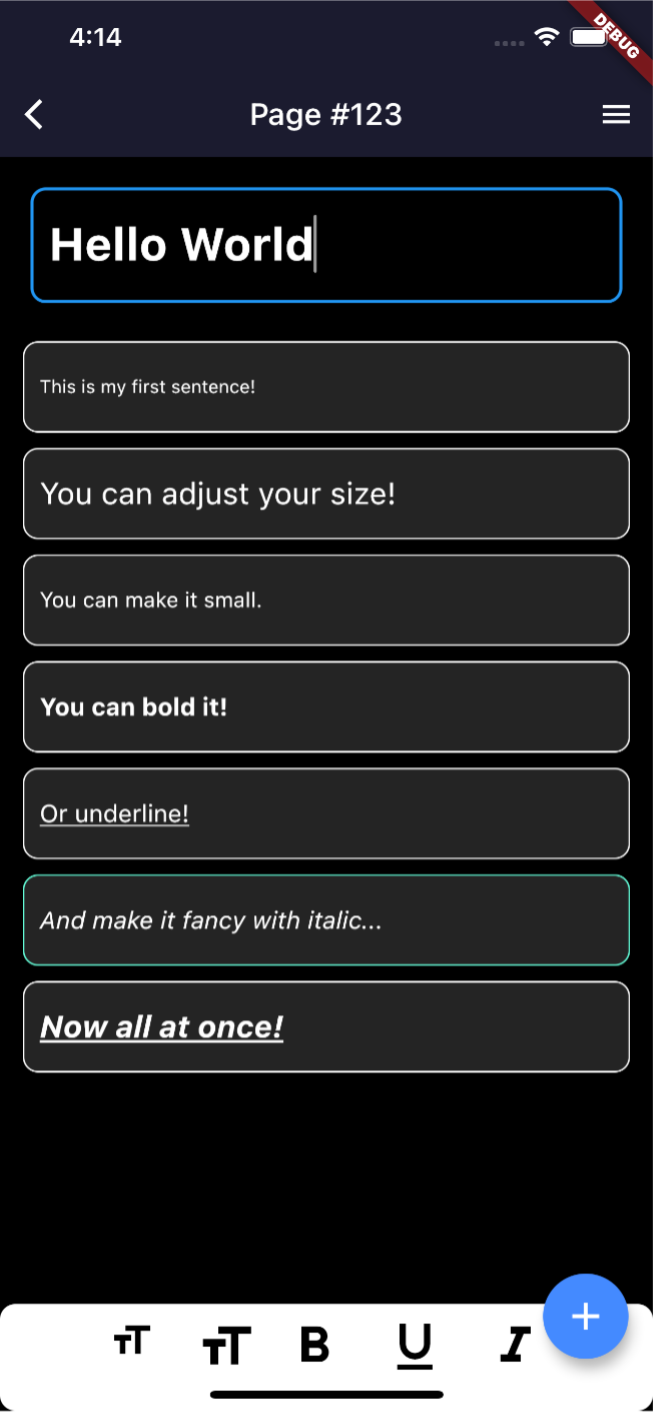 4:14
DEBUG
Page #123
Hello World
This is my first sentence!
You can adjust your size!
You can make it small.
You can bold it!
Or underline!
And make it fancy with italic...
Now all at once!
TT TT B U I +